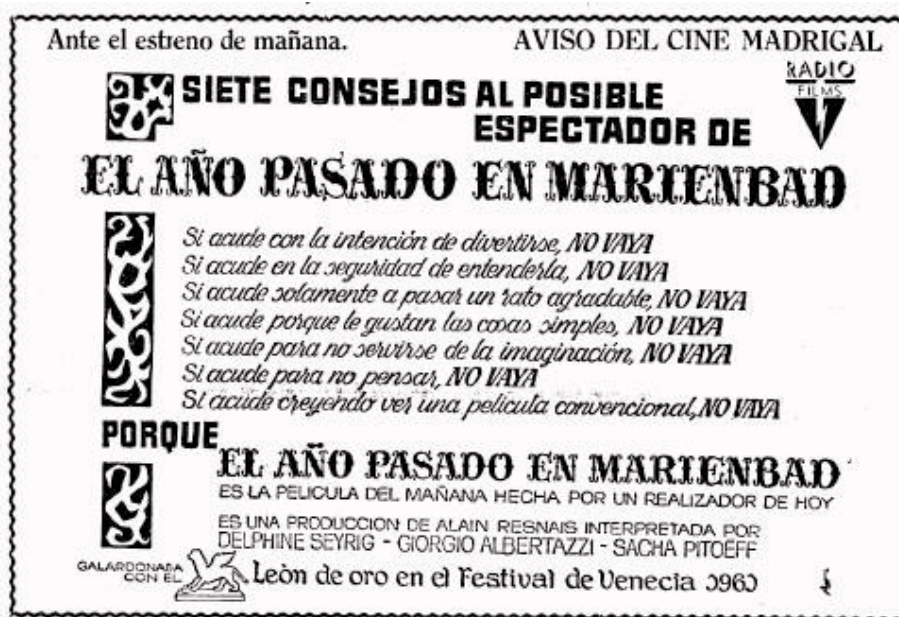 Ante el estreno de mañana.
AVISO DEL CINE MADRIGAL
RADIO
FILMS
SIETE CONSEJOS AL POSIBLE
ESPECTADOR DE
EL AÑO PASADO EN MARIENBAD
Si acude con la intención de divertirse, NO VAYA
Si acude en la seguridad de entenderla, NO VAYA
Si acude solamente a pasar un rato agradable, NO VAYA
Si acude porque le gustan las cosas simples, NO VAYA
Si acude para no servirse de la imaginación, NO VAYA
Si acude para no pensar, NO VAYA
Si acude creyendo ver una película convencional, NO VAYA
PORQUE
EL AÑO PASADO EN MARIENBAD
ES LA PELICULA DEL MAÑANA HECHA POR UN REALIZADOR DE HOY
ES UNA PRODUCCION DE ALAIN RESNAIS INTERPRETADA POR
DELPHINE SEYRIG - GIORGIO ALBERTAZZI - SACHA PITOËFF
GALARDONADA
CON EL
León de oro en el Festival de Venecia